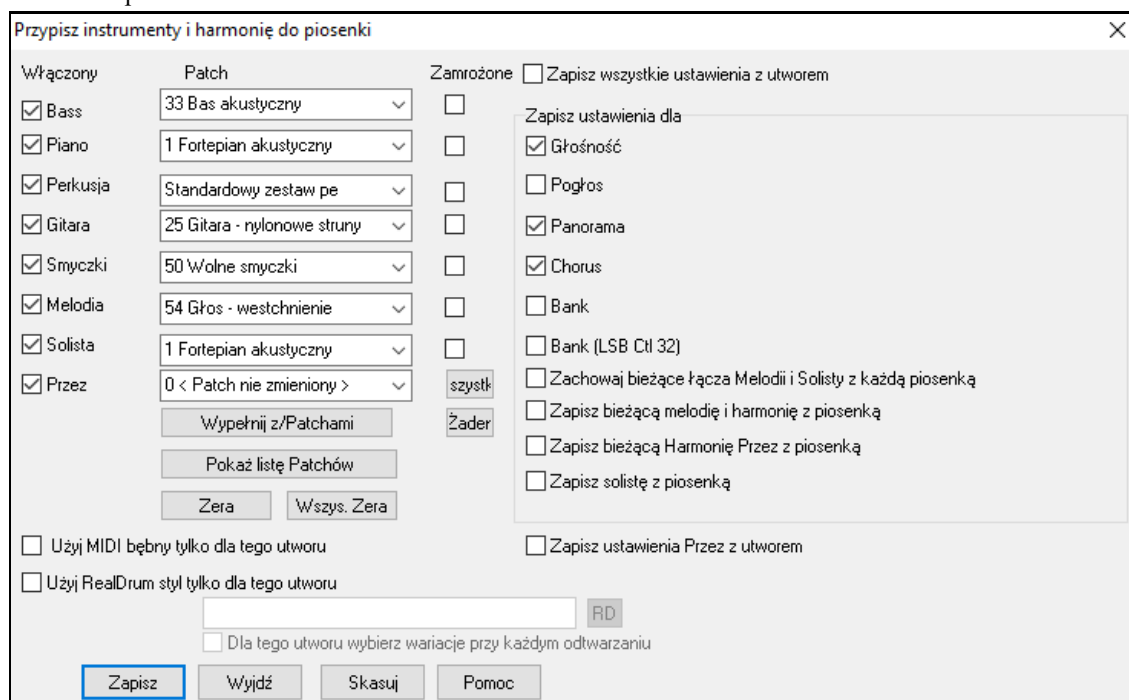 Przypisz instrumenty i harmonię do piosenki
Włączony Patch Zamrożone Zapisz wszystkie ustawienia z utworem
Bass 33 Bas akustyczny
Zapisz ustawienia dla
Piano 1 Fortepian akustyczny Głośność
Perkusja Standardowy zestaw pe Pogłos
Gitara 25 Gitara - nylonowe struny Panorama
Smyczki 50 Wolne smyczki Chorus
Melodia 54 Głos - westchnienie Bank
Solista 1 Fortepian akustyczny Bank (LSB Ctl 32)
Przez 0 < Patch nie zmieniony > szystk Zachowaj bieżące łącza Melodii i Solisty z każdą piosenką
Wypełnij z/Patchami Żader Zapisz bieżącą melodię i harmonię z piosenką
Zapisz bieżącą Harmonię Przez z piosenką
Pokaż listę Patchów
Zapisz solistę z piosenką
Zera Wszys. Zera
Użyj MIDI bębny tylko dla tego utworu Zapisz ustawienia Przez z utworem
Użyj RealDrum styl tylko dla tego utworu
RD
Dla tego utworu wybierz wariacje przy każdym odtwarzaniu
Zapisz Wyjdź Skasuj Pomoc